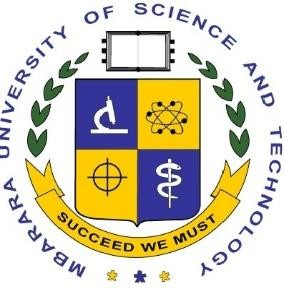 MBARARA UNIVERSITY OF SCIENCE AND TECHNOLOGY
SUCCEED WE MUST